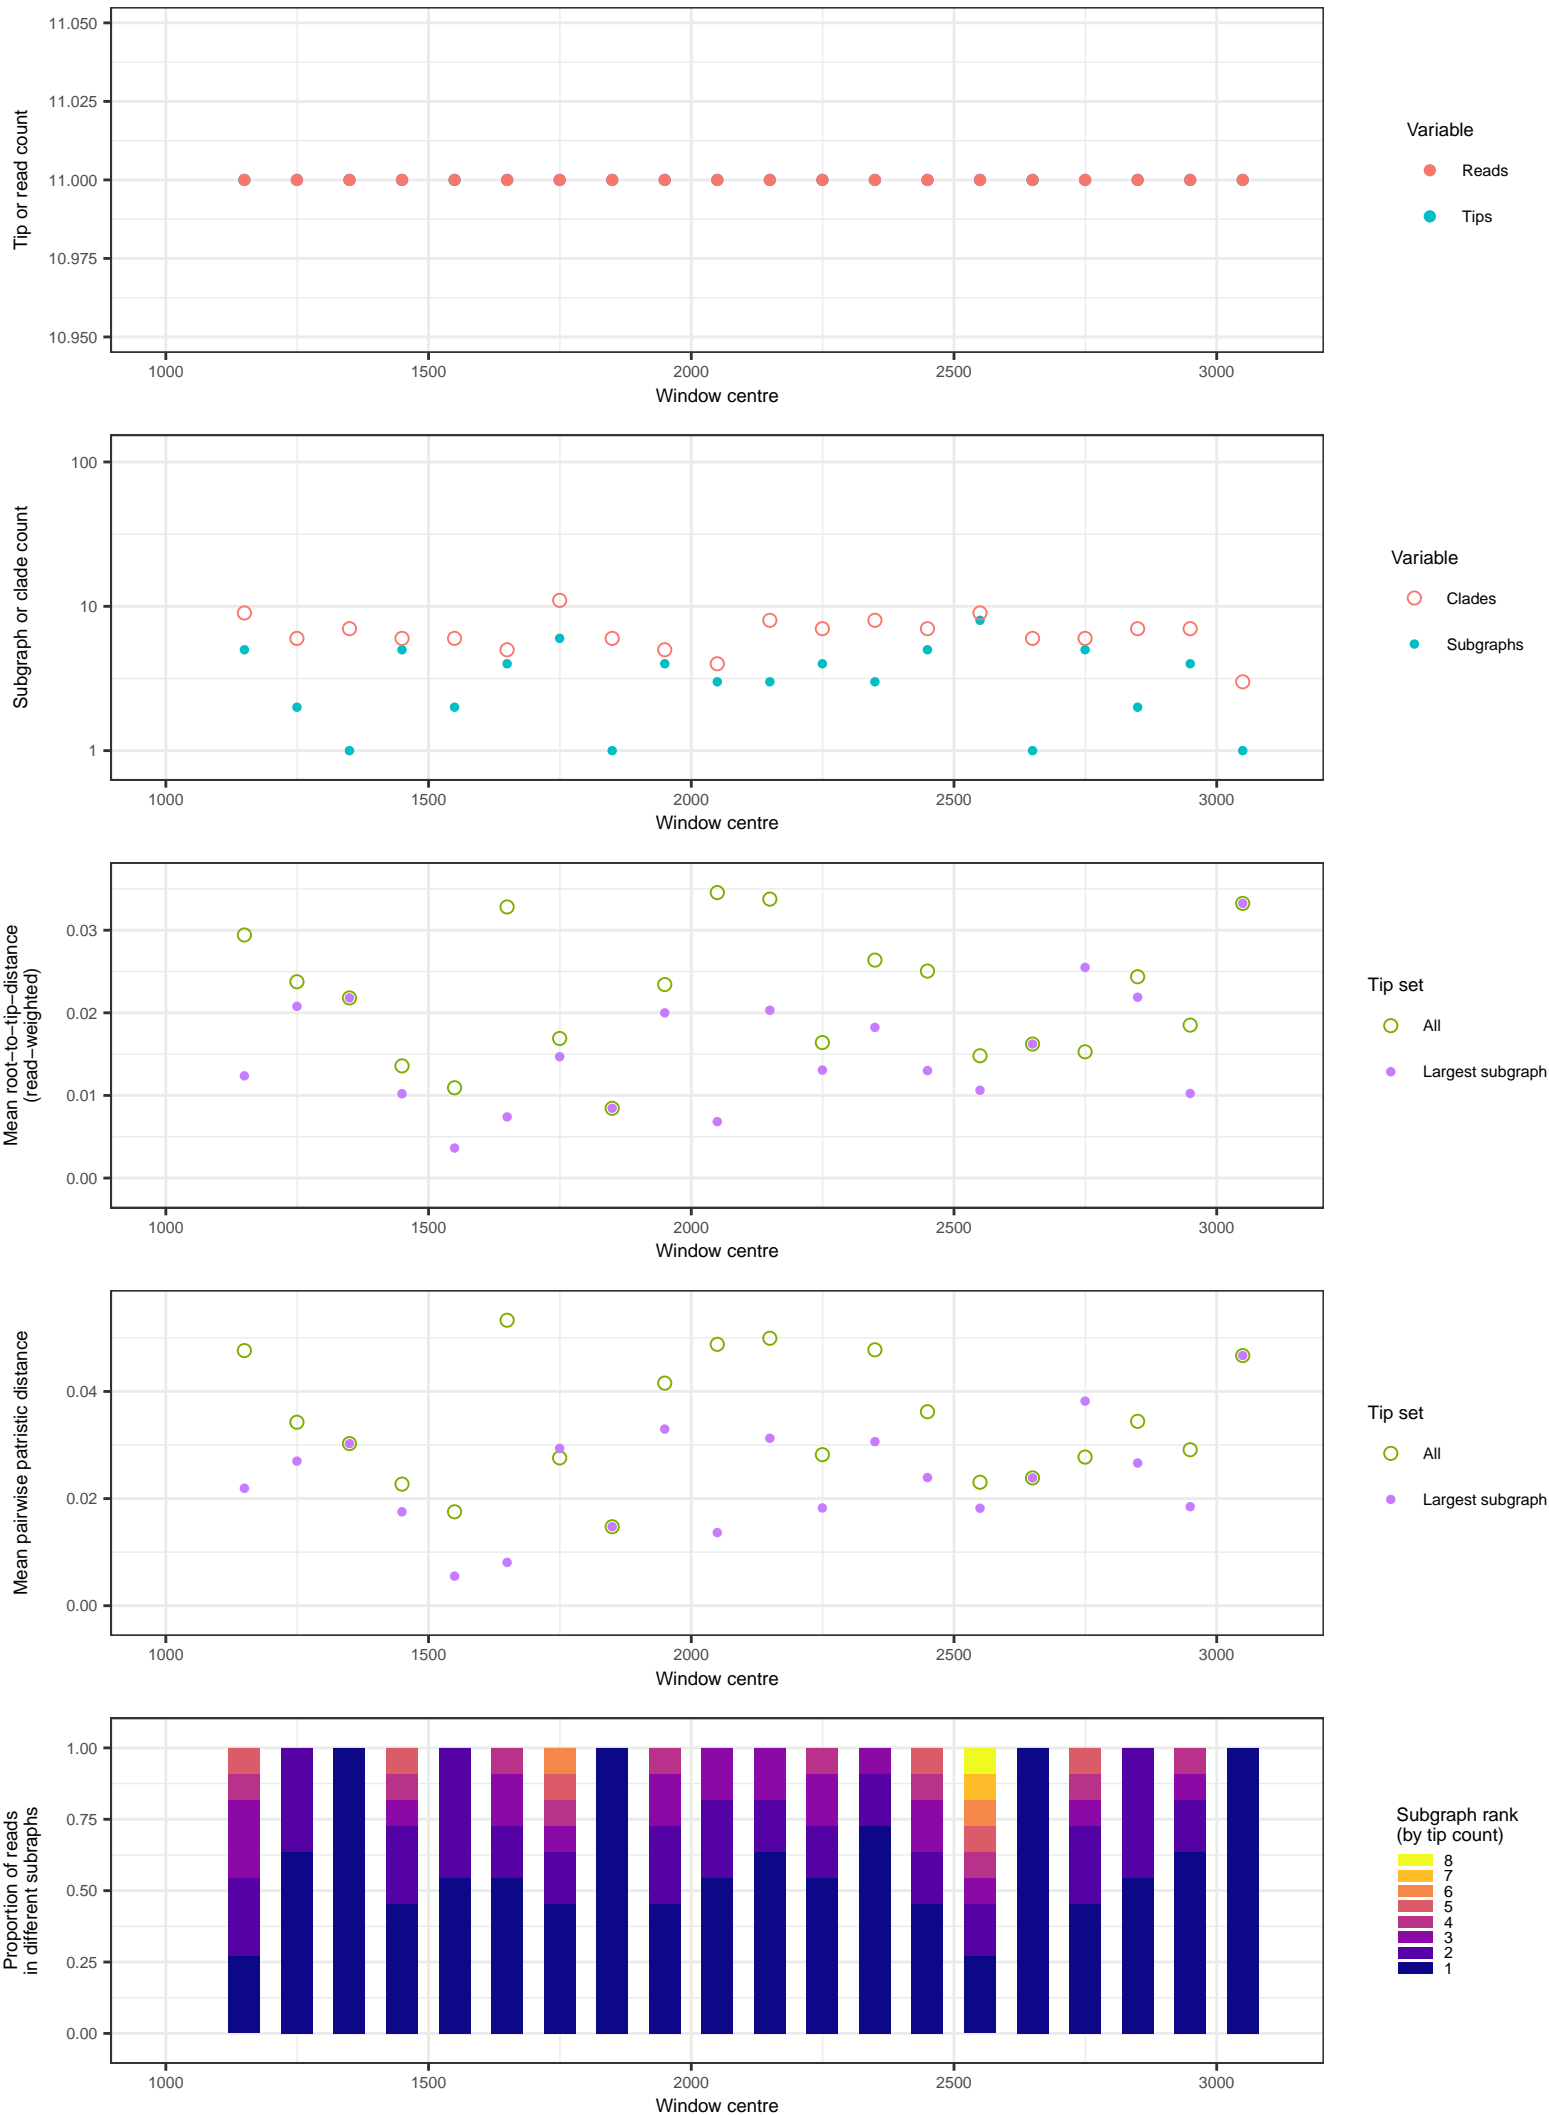 11.050
11.025
11.000
10.975
10.950
Tip or read count
1000 1500 2000 2500 3000
Window centre
Variable
Reads
Tips
100
10
1
Subgraph or clade count
1000 1500 2000 2500 3000
Window centre
Variable
Clades
Subgraphs
0.03
0.02
0.01
0.00
Mean root−to−tip−distance
(read−weighted)
1000 1500 2000 2500 3000
Window centre
Tip set
All
Largest subgraph
0.04
0.02
0.00
Mean pairwise patristic distance
1000 1500 2000 2500 3000
Window centre
Tip set
All
Largest subgraph
1.00
0.75
0.50
0.25
0.00
Proportion of reads
in different subraphs
1000 1500 2000 2500 3000
Window centre
Subgraph rank
(by tip count)
8
7
6
5
4
3
2
1